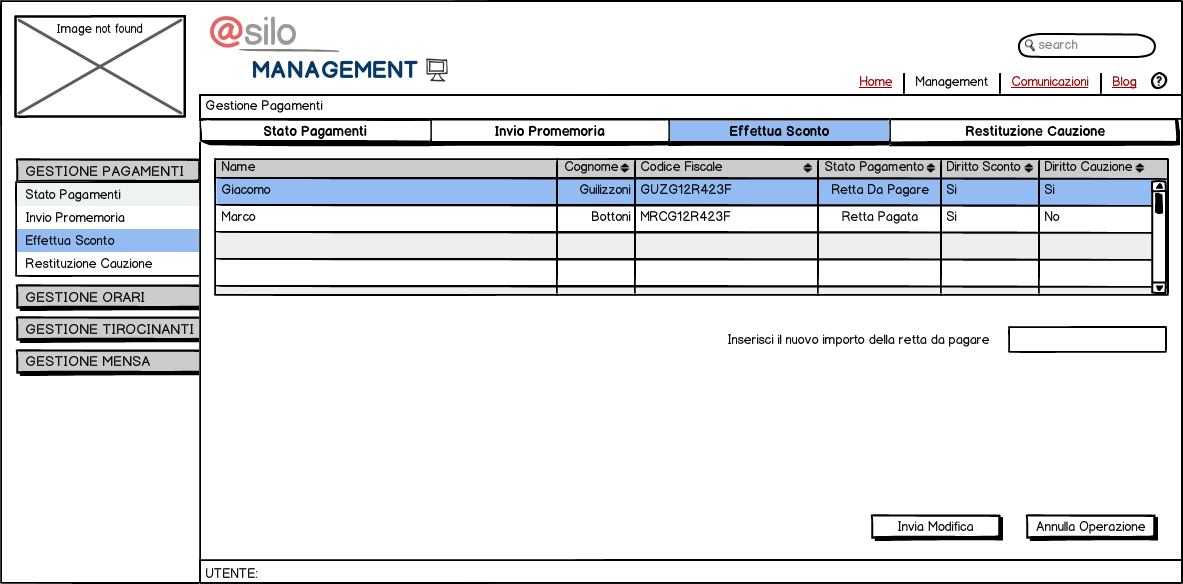 Image not found
@silo
MANAGEMENT
search
Home Management Comunicazioni Blog ?
Gestione Pagamenti
Stato Pagamenti Invio Promemoria Effettua Sconto Restituzione Cauzione
GESTIONE PAGAMENTI
Stato Pagamenti
Invio Promemoria
Effettua Sconto
Restituzione Cauzione
GESTIONE ORARI
GESTIONE TIROCINANTI
GESTIONE MENSA
Name Cognome Codice Fiscale Stato Pagamento Diritto Sconto Diritto Cauzione
Giacomo Guilizzoni GUZG12R423F Retta Da Pagare Si Si
Marco Bottoni MRCG12R423F Retta Pagata Si No
Inserisci il nuovo importo della retta da pagare
Invia Modifica Annulla Operazione
UTENTE: